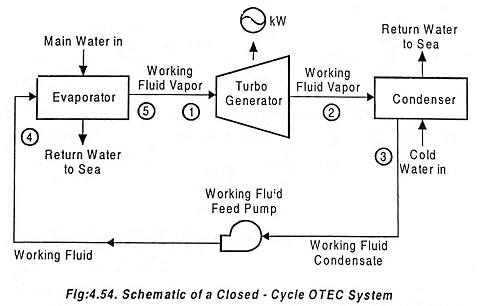 kW
Main Water in
Return Water
to Sea
Working
Fluid Vapor
Turbo
Generator
Working
Fluid Vapor
Evaporator
Condenser
5
1
2
4
3
Return Water
to Sea
Cold
Water in
Working Fluid
Feed Pump
Working Fluid
Working Fluid
Condensate
Fig:4.54. Schematic of a Closed - Cycle OTEC System